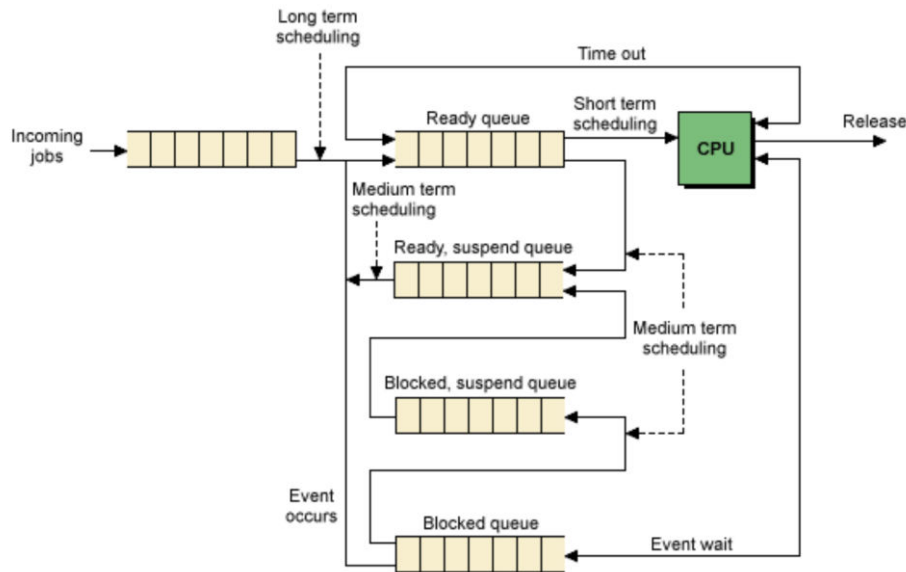 Long term
scheduling
Time out
Ready queue
Short term
scheduling
Incoming
jobs
CPU
Release
Medium term
scheduling
Ready, suspend queue
Medium term
scheduling
Blocked, suspend queue
Event
occurs
Blocked queue
Event wait